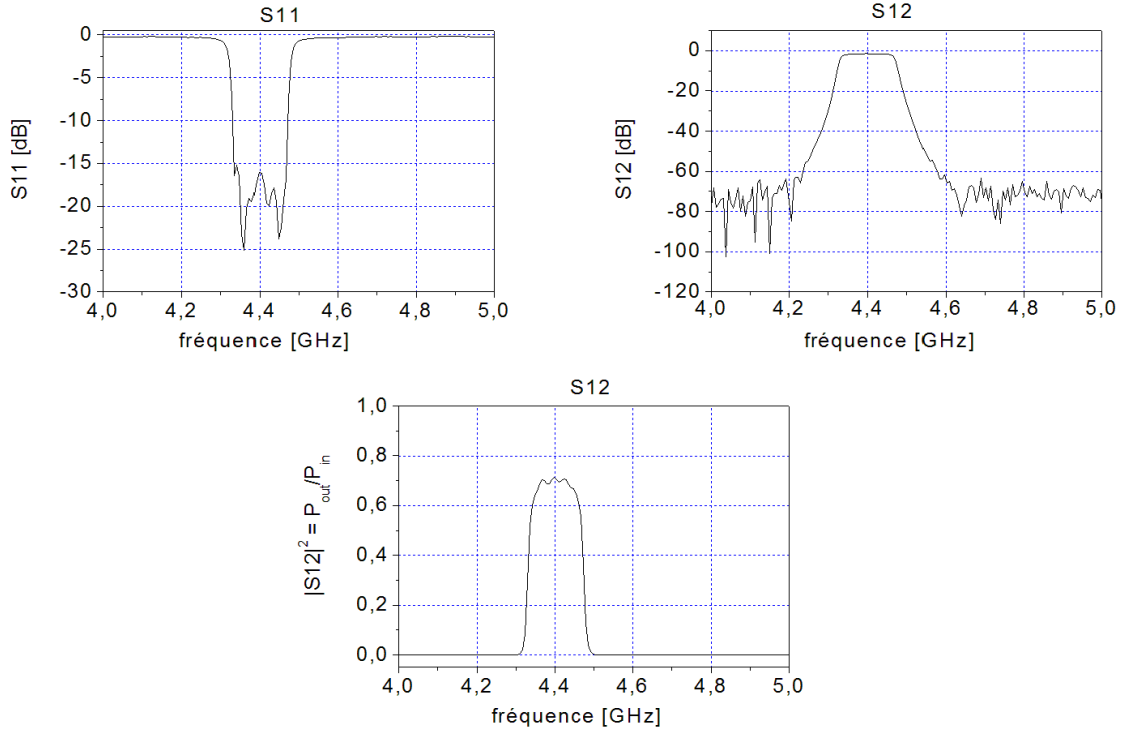 S11
0
-5
-10
-15
-20
-25
-30
S11 [dB]
4,0 4,2 4,4 4,6 4,8 5,0
fréquence [GHz]
S12
0
-20
-40
-60
-80
-100
-120
S12 [dB]
4,0 4,2 4,4 4,6 4,8 5,0
fréquence [GHz]
S12
1,0
0,8
0,6
0,4
0,2
0,0
|S12|² = P_out/P_in
4,0 4,2 4,4 4,6 4,8 5,0
fréquence [GHz]